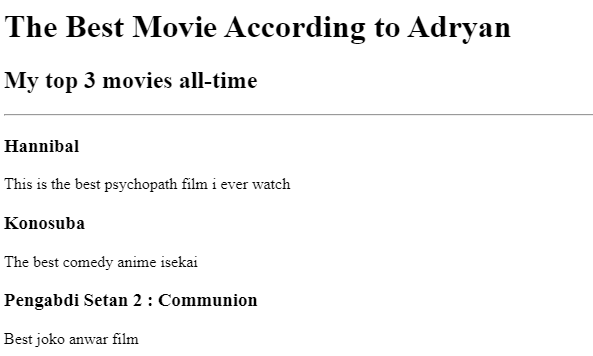 The Best Movie According to Adryan
My top 3 movies all-time
Hannibal
This is the best psychopath film i ever watch
Konosuba
The best comedy anime isekai
Pengabdi Setan 2 : Communion
Best joko anwar film